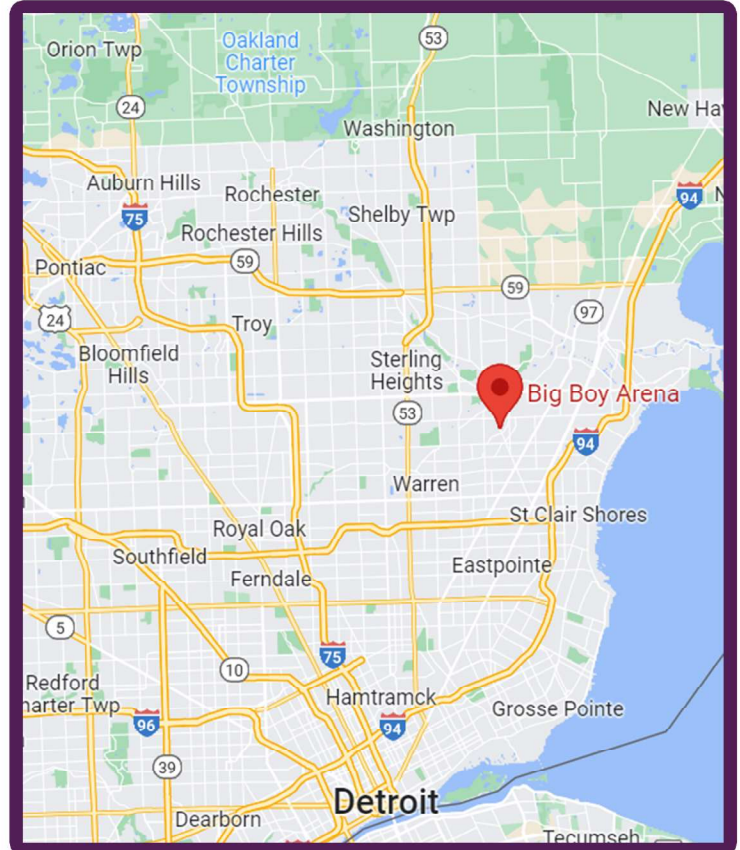 53
Orion Twp
Oakland
Charter
Township
24
New Ha
Washington
Auburn Hills
Rochester
94
N
75
Shelby Twp
Rochester Hills
59
Pontiac
59
97
24
Troy
Bloomfield
Hills
Sterling
Heights
Big Boy Arena
53
94
Warren
St Clair Shores
Royal Oak
Southfield
Eastpointe
Ferndale
5
75
10
Redford
harter Twp
Hamtramck
Grosse Pointe
96
94
39
Detroit
Dearborn
Tecumseh